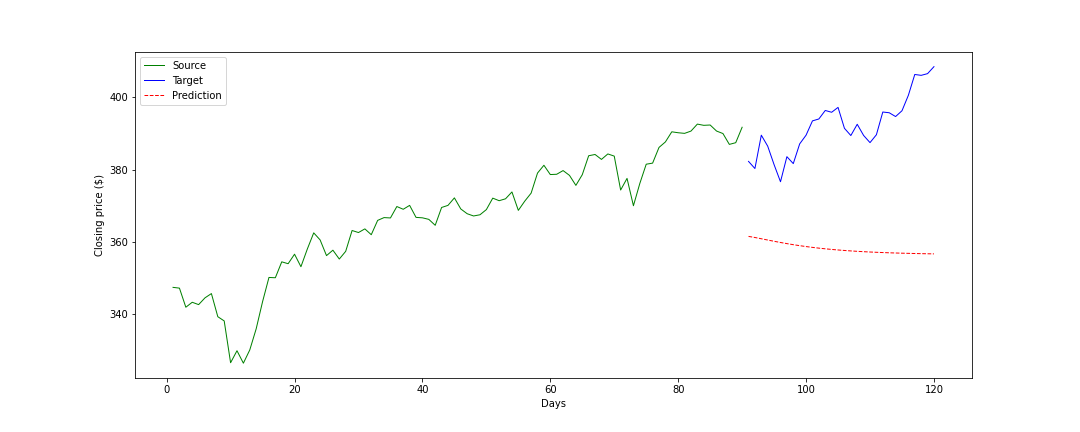 Source
Target
Prediction
400
380
360
340
Closing price ($)
0 20 40 60 80 100 120
Days